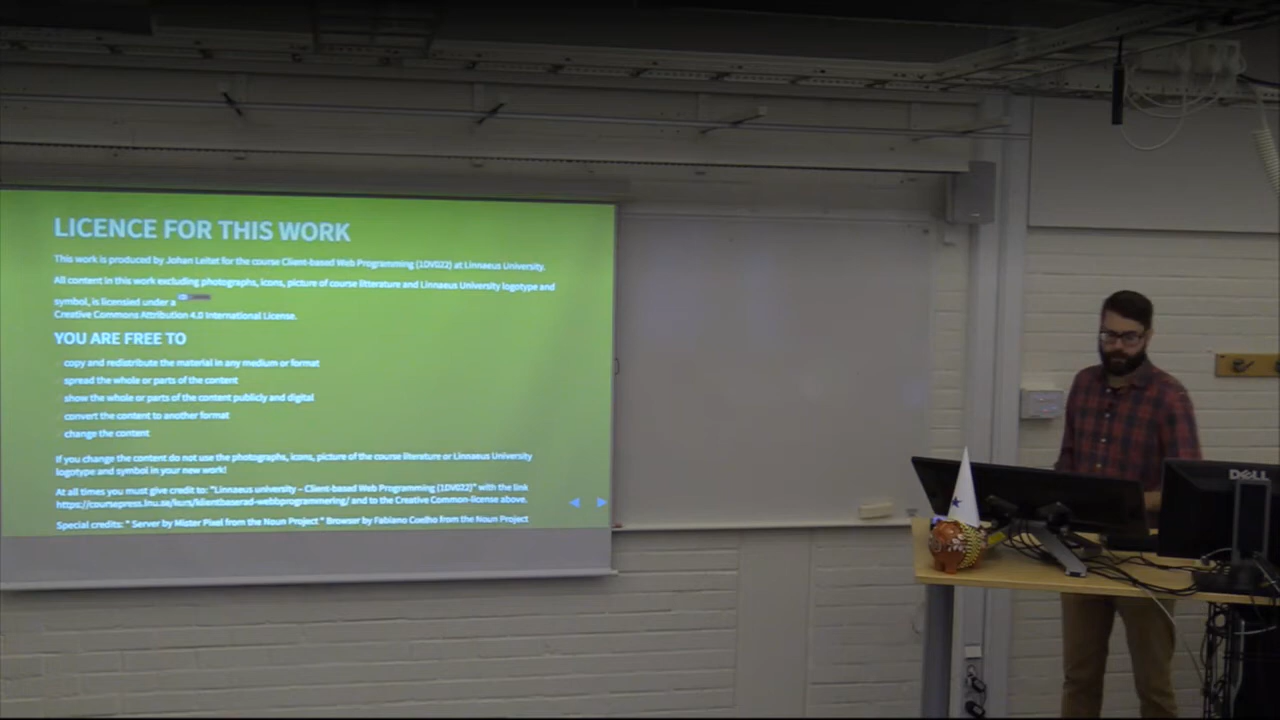 LICENCE FOR THIS WORK
This work is produced by Johan Leitet for the course Client-based Web Programming (1DV022) at Linnaeus University.
All content in this work excluding photographs, icons, picture of course litterature and Linnaeus University logotype and
symbol, is licensied under a
Creative Commons Attribution 4.0 International License.
YOU ARE FREE TO
copy and redistribute the material in any medium or format
spread the whole or parts of the content
show the whole or parts of the content publicly and digital
convert the content to another format
change the content
If you change the content do not use the photographs, icons, picture of the course literature or Linnaeus University
logotype and symbol in your new work!
At all times you must give credit to: "Linnaeus university – Client-based Web Programming (1DV022)" with the link
https://coursepress.lnu.se/kurs/klientbaserad-webbprogrammering/ and to the Creative Common-license above.
Special credits: " Server by Mister Pixel from the Noun Project " Browser by Fabiano Coelho from the Noun Project
DELL